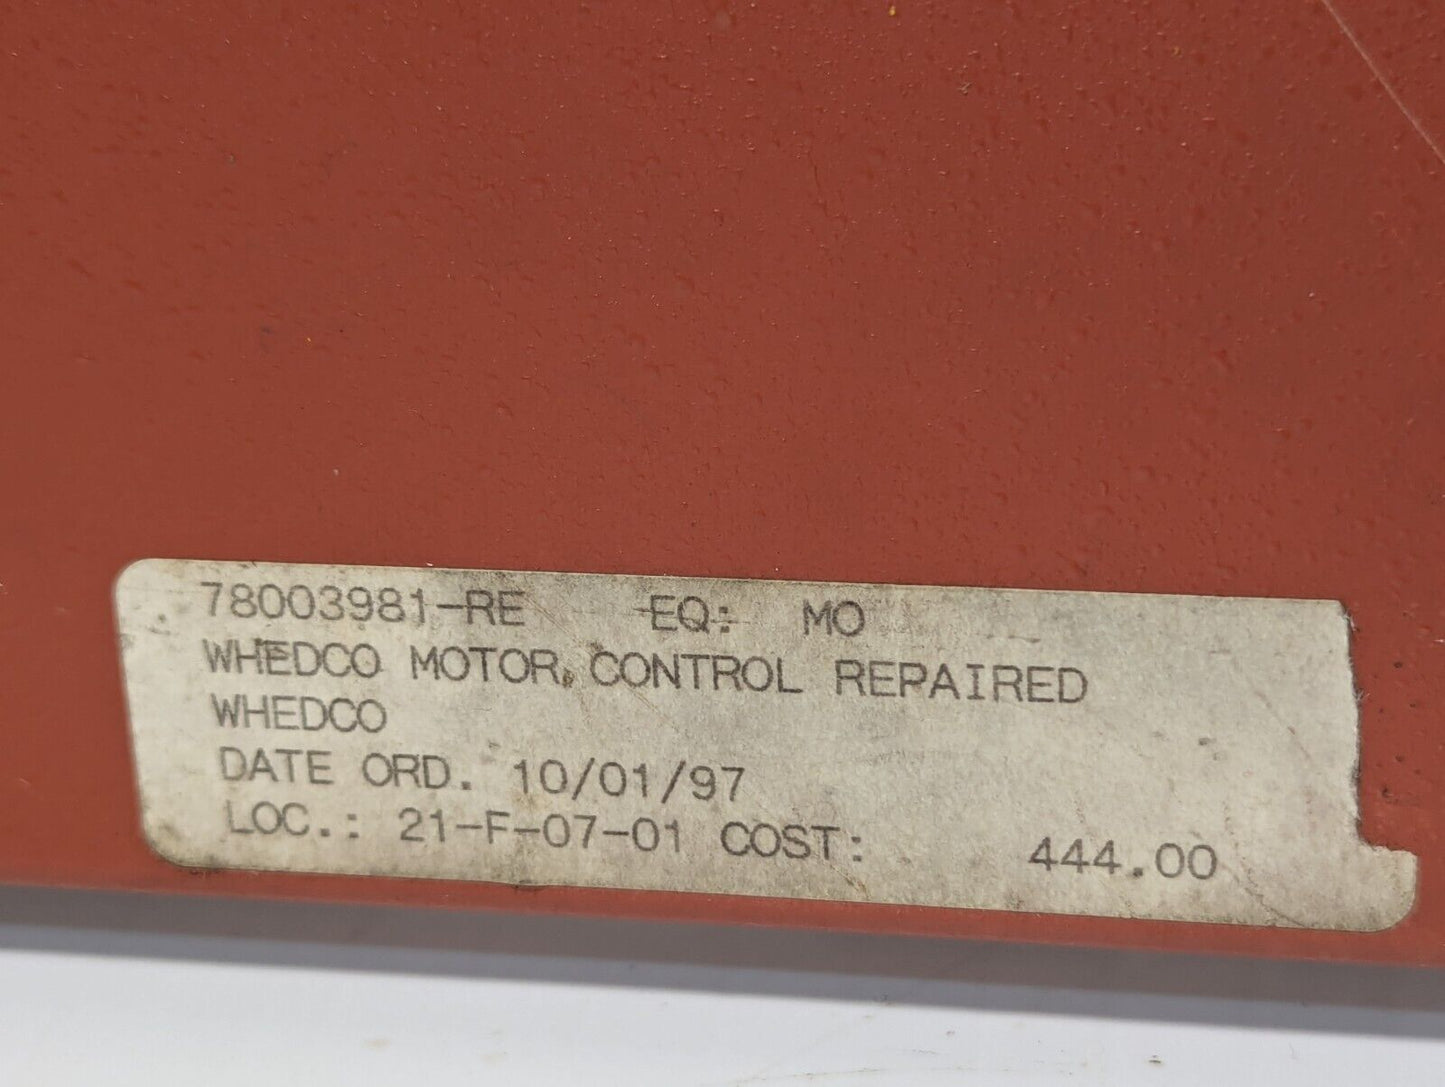 78003981-RE EQ: MO
WHEDCO MOTOR CONTROL REPAIRED
WHEDCO
DATE ORD. 10/01/97
LOC.: 21-F-07-01 COST: 444.00